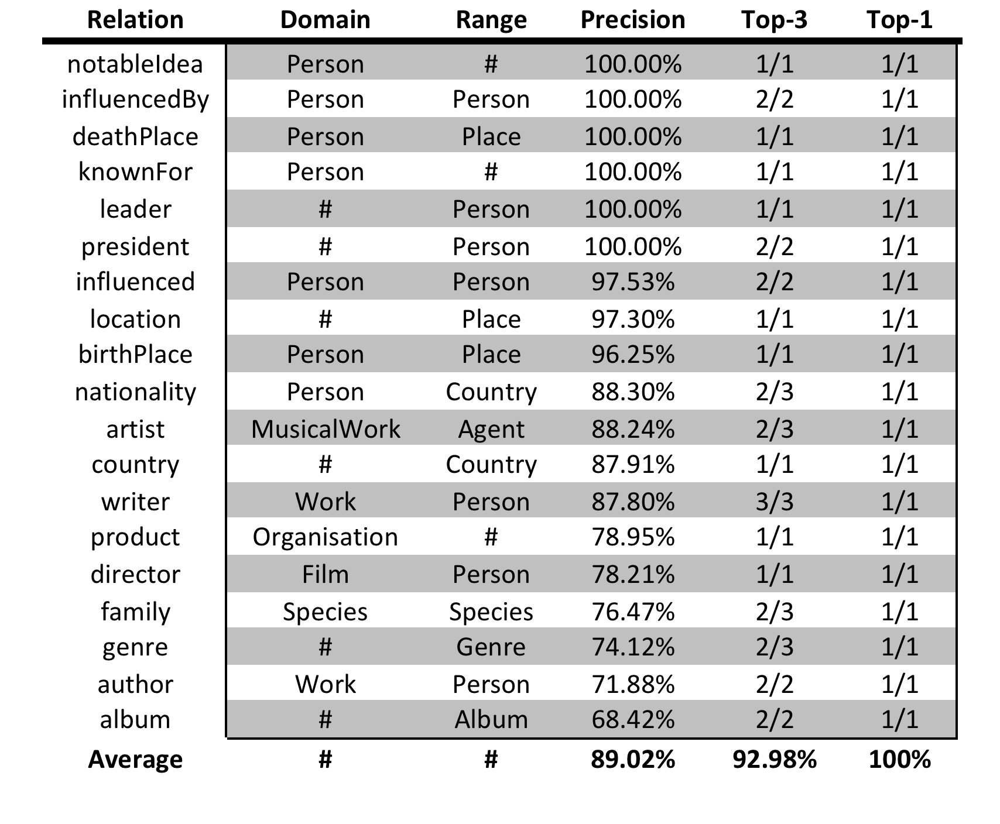 Relation Domain Range Precision Top-3 Top-1
notableIdea Person # 100.00% 1/1 1/1
influencedBy Person Person 100.00% 2/2 1/1
deathPlace Person Place 100.00% 1/1 1/1
knownFor Person # 100.00% 1/1 1/1
leader # Person 100.00% 1/1 1/1
president # Person 100.00% 2/2 1/1
influenced Person Person 97.53% 2/2 1/1
location # Place 97.30% 1/1 1/1
birthPlace Person Place 96.25% 1/1 1/1
nationality Person Country 88.30% 2/3 1/1
artist MusicalWork Agent 88.24% 2/3 1/1
country # Country 87.91% 1/1 1/1
writer Work Person 87.80% 3/3 1/1
product Organisation # 78.95% 1/1 1/1
director Film Person 78.21% 1/1 1/1
family Species Species 76.47% 2/3 1/1
genre # Genre 74.12% 2/3 1/1
author Work Person 71.88% 2/2 1/1
album # Album 68.42% 2/2 1/1
Average # # 89.02% 92.98% 100%